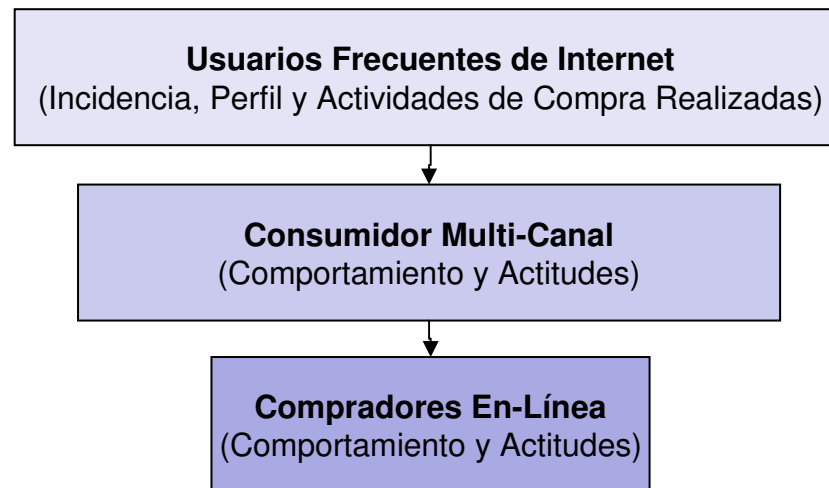 Usuarios Frecuentes de Internet
(Incidencia, Perfil y Actividades de Compra Realizadas)
Consumidor Multi-Canal
(Comportamiento y Actitudes)
Compradores En-Línea
(Comportamiento y Actitudes)